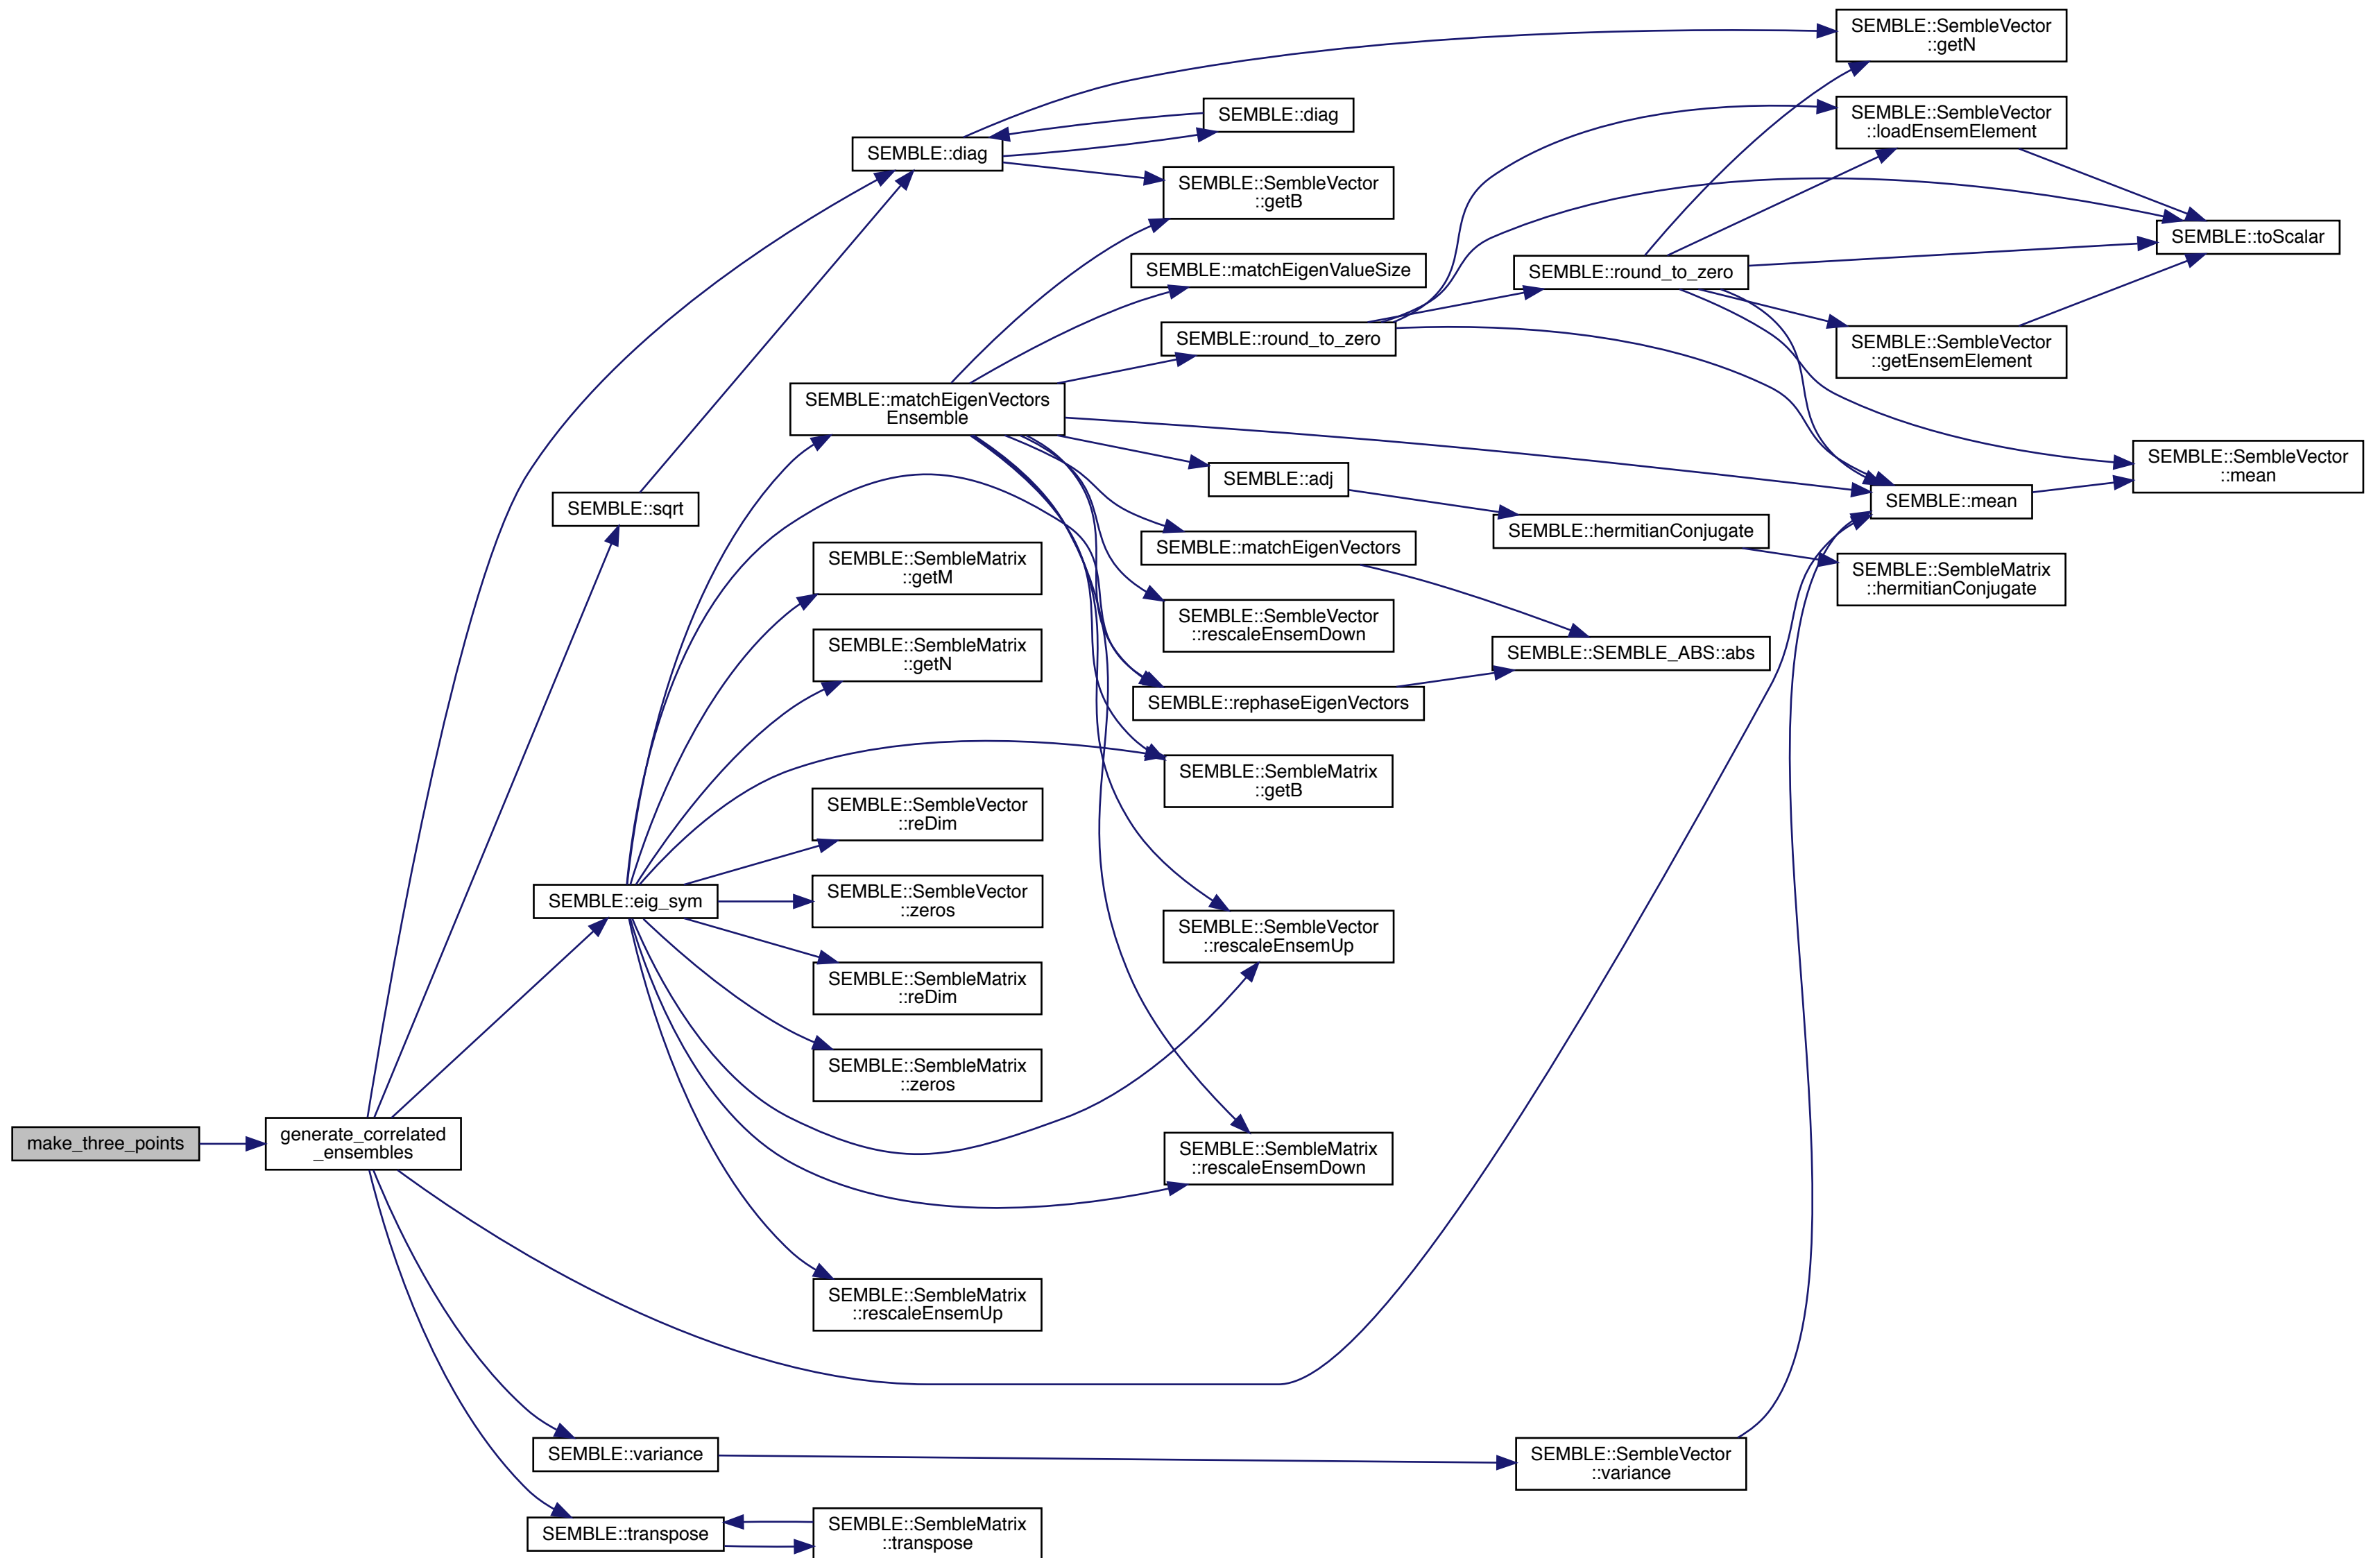 make_three_points
generate_correlated
_ensembles
SEMBLE::sqrt
SEMBLE::eig_sym
SEMBLE::variance
SEMBLE::transpose
SEMBLE::diag
SEMBLE::matchEigenVectors
Ensemble
SEMBLE::SembleMatrix
::getM
SEMBLE::SembleMatrix
::getN
SEMBLE::SembleVector
::reDim
SEMBLE::SembleVector
::zeros
SEMBLE::SembleMatrix
::reDim
SEMBLE::SembleMatrix
::zeros
SEMBLE::SembleMatrix
::rescaleEnsemUp
SEMBLE::SembleMatrix
::transpose
SEMBLE::diag
SEMBLE::SembleVector
::getB
SEMBLE::matchEigenValueSize
SEMBLE::round_to_zero
SEMBLE::adj
SEMBLE::matchEigenVectors
SEMBLE::SembleVector
::rescaleEnsemDown
SEMBLE::rephaseEigenVectors
SEMBLE::SembleMatrix
::getB
SEMBLE::SembleVector
::rescaleEnsemUp
SEMBLE::SembleMatrix
::rescaleEnsemDown
SEMBLE::round_to_zero
SEMBLE::hermitianConjugate
SEMBLE::SEMBLE_ABS::abs
SEMBLE::SembleVector
::variance
SEMBLE::SembleVector
::getN
SEMBLE::SembleVector
::loadEnsemElement
SEMBLE::SembleVector
::getEnsemElement
SEMBLE::mean
SEMBLE::SembleMatrix
::hermitianConjugate
SEMBLE::toScalar
SEMBLE::SembleVector
::mean